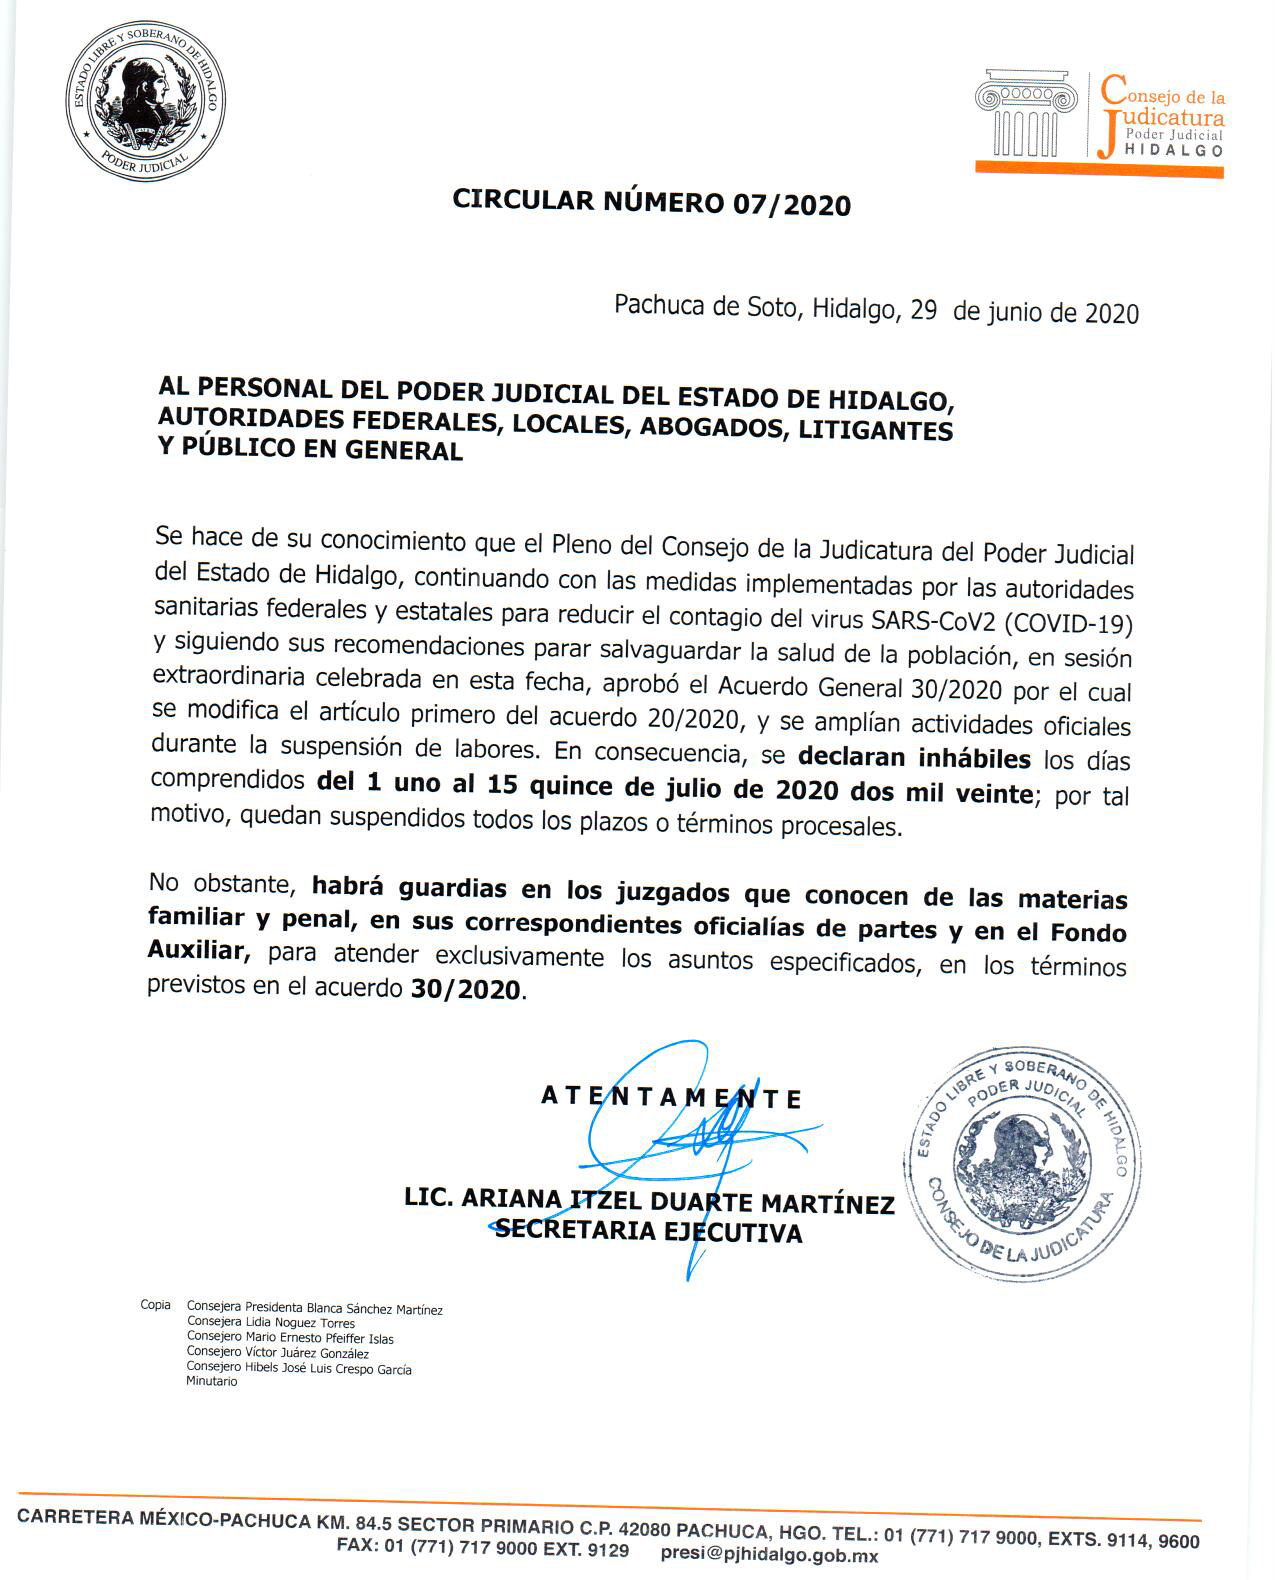 ESTADO LIBRE Y SOBERANO DE HIDALGO
PODER JUDICIAL
Consejo de la
Judicatura
Poder Judicial
HIDALGO
CIRCULAR NÚMERO 07/2020
Pachuca de Soto, Hidalgo, 29 de junio de 2020
AL PERSONAL DEL PODER JUDICIAL DEL ESTADO DE HIDALGO,
AUTORIDADES FEDERALES, LOCALES, ABOGADOS, LITIGANTES
Y PÚBLICO EN GENERAL
Se hace de su conocimiento que el Pleno del Consejo de la Judicatura del Poder Judicial
del Estado de Hidalgo, continuando con las medidas implementadas por las autoridades
sanitarias federales y estatales para reducir el contagio del virus SARS-CoV2 (COVID-19)
y siguiendo sus recomendaciones parar salvaguardar la salud de la población, en sesión
extraordinaria celebrada en esta fecha, aprobó el Acuerdo General 30/2020 por el cual
se modifica el artículo primero del acuerdo 20/2020, y se amplían actividades oficiales
durante la suspensión de labores. En consecuencia, se declaran inhábiles los días
comprendidos del 1 uno al 15 quince de julio de 2020 dos mil veinte; por tal
motivo, quedan suspendidos todos los plazos o términos procesales.
No obstante, habrá guardias en los juzgados que conocen de las materias
familiar y penal, en sus correspondientes oficialías de partes y en el Fondo
Auxiliar, para atender exclusivamente los asuntos especificados, en los términos
previstos en el acuerdo 30/2020.
A T E N T A M E N T E
LIC. ARIANA ITZEL DUARTE MARTÍNEZ
SECRETARIA EJECUTIVA
ESTADO LIBRE Y SOBERANO DE HIDALGO
PODER JUDICIAL
CONSEJO DE LA JUDICATURA
Copia Consejera Presidenta Blanca Sánchez Martínez
Consejera Lidia Noguez Torres
Consejero Mario Ernesto Pfeiffer Islas
Consejero Víctor Juárez González
Consejero Hibels José Luis Crespo García
Minutario
CARRETERA MÉXICO-PACHUCA KM. 84.5 SECTOR PRIMARIO C.P. 42080 PACHUCA, HGO. TEL.: 01 (771) 717 9000, EXTS. 9114, 9600
FAX: 01 (771) 717 9000 EXT. 9129 presi@pjhidalgo.gob.mx